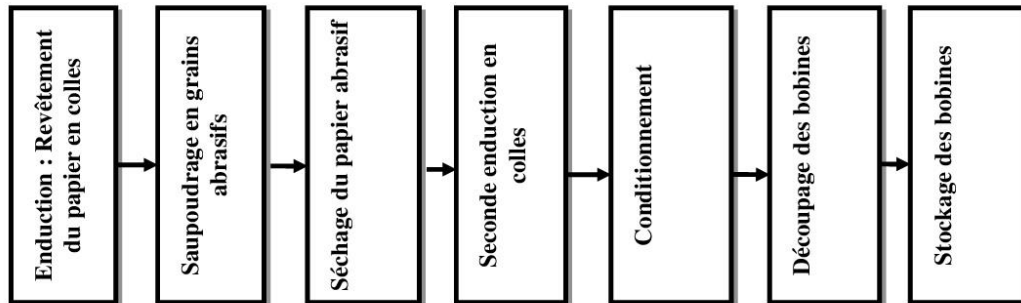 Enduction : Revêtement
du papier en colles
Saupoudrage en grains
abrasifs
Séchage du papier abrasif
Seconde enduction en
colles
Conditionnement
Découpage des bobines
Stockage des bobines